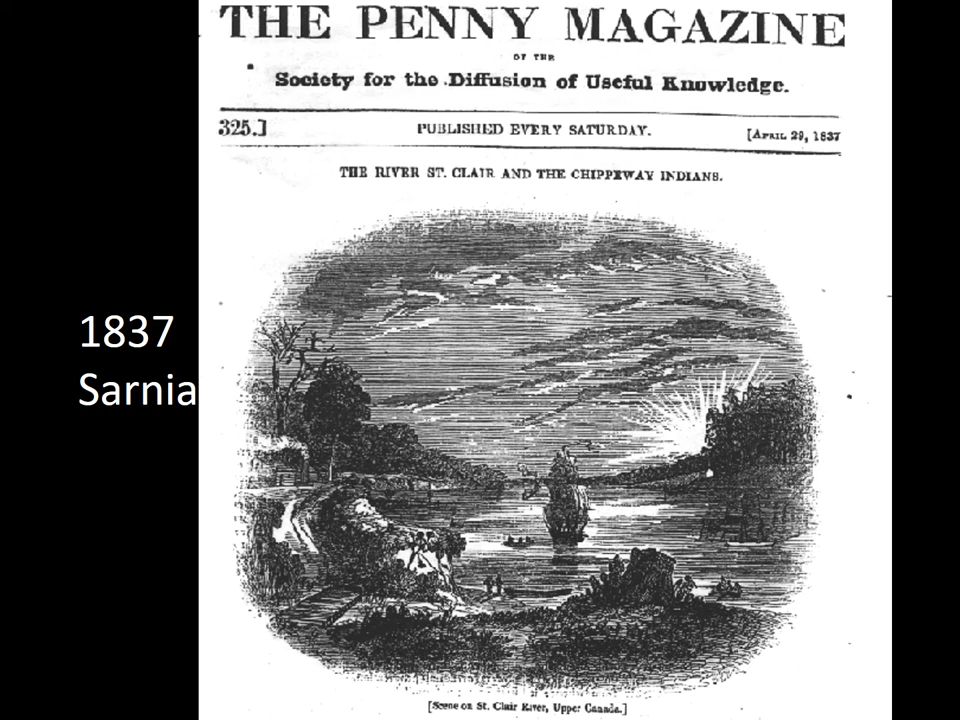 THE PENNY MAGAZINE
OF THE
Society for the Diffusion of Useful Knowledge.
325.]
PUBLISHED EVERY SATURDAY.
[APRIL 29, 1837
THE RIVER ST. CLAIR AND THE CHIPPEWAY INDIANS.
1837
Sarnia
[Scene on St. Clair River, Upper Canada.]